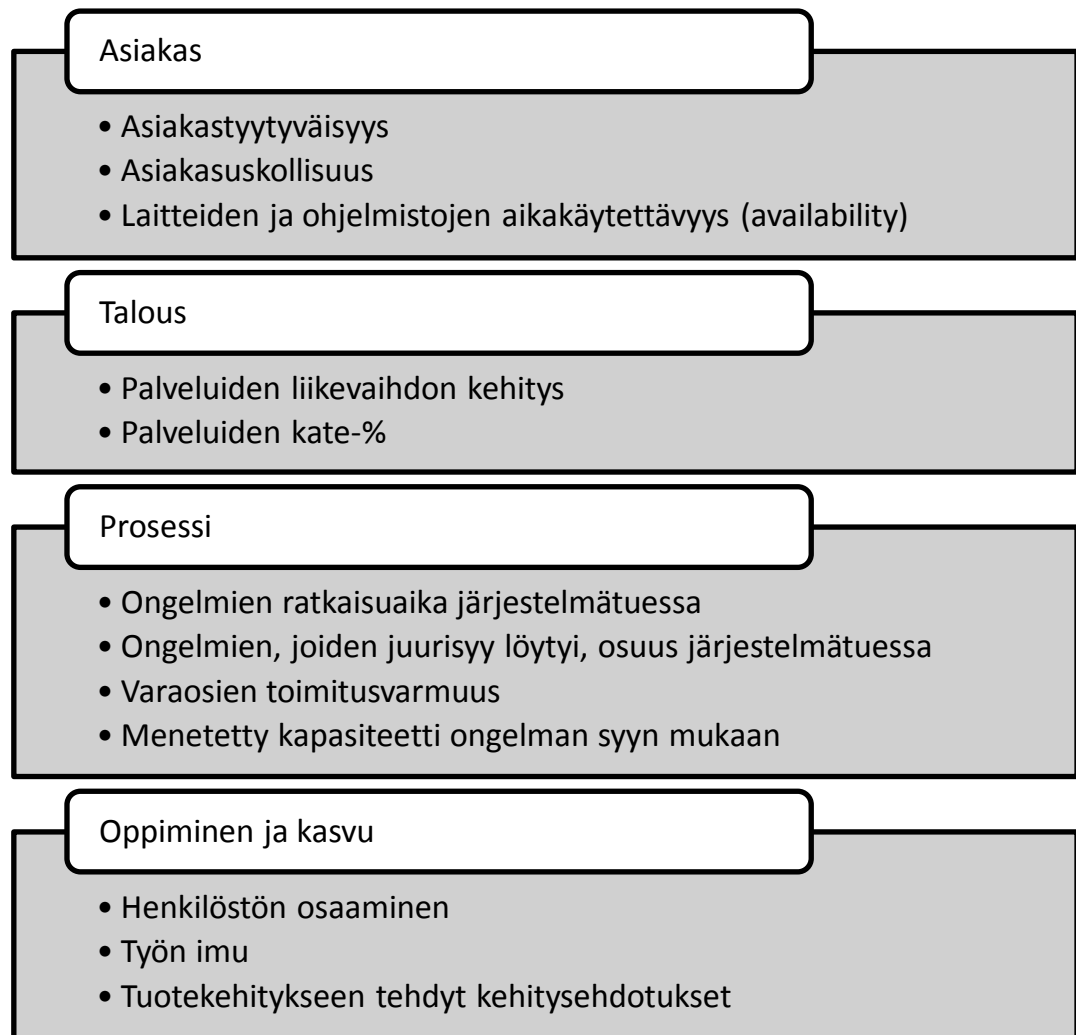 Asiakas
• Asiakastyytyväisyys
• Asiakasuskollisuus
• Laitteiden ja ohjelmistojen aikakäytettävyys (availability)
Talous
• Palveluiden liikevaihdon kehitys
• Palveluiden kate-%
Prosessi
• Ongelmien ratkaisuaika järjestelmätuessa
• Ongelmien, joiden juurisyy löytyi, osuus järjestelmätuessa
• Varaosien toimitusvarmuus
• Menetetty kapasiteetti ongelman syyn mukaan
Oppiminen ja kasvu
• Henkilöstön osaaminen
• Työn imu
• Tuotekehitykseen tehdyt kehitysehdotukset